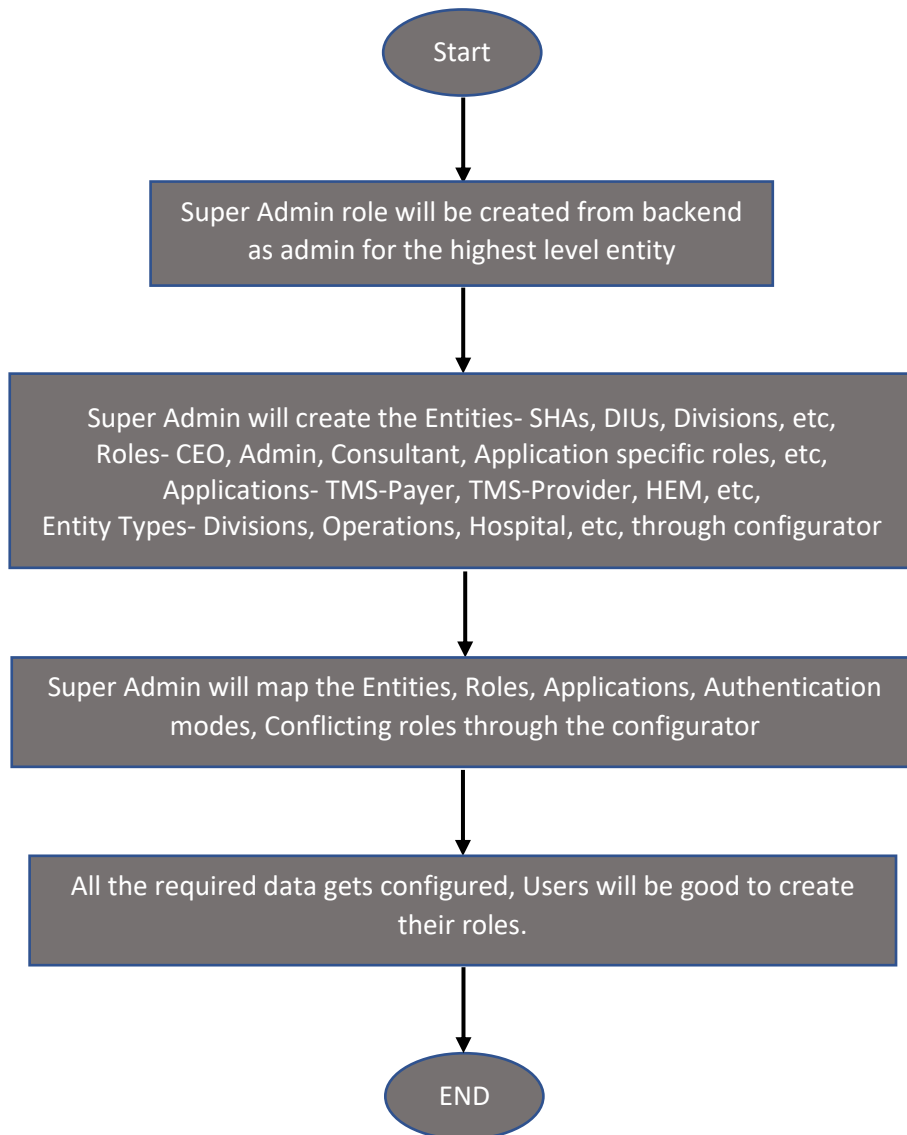 Start
Super Admin role will be created from backend
as admin for the highest level entity
Super Admin will create the Entities- SHAs, DIUs, Divisions, etc,
Roles- CEO, Admin, Consultant, Application specific roles, etc,
Applications- TMS-Payer, TMS-Provider, HEM, etc,
Entity Types- Divisions, Operations, Hospital, etc, through configurator
Super Admin will map the Entities, Roles, Applications, Authentication
modes, Conflicting roles through the configurator
All the required data gets configured, Users will be good to create
their roles.
END